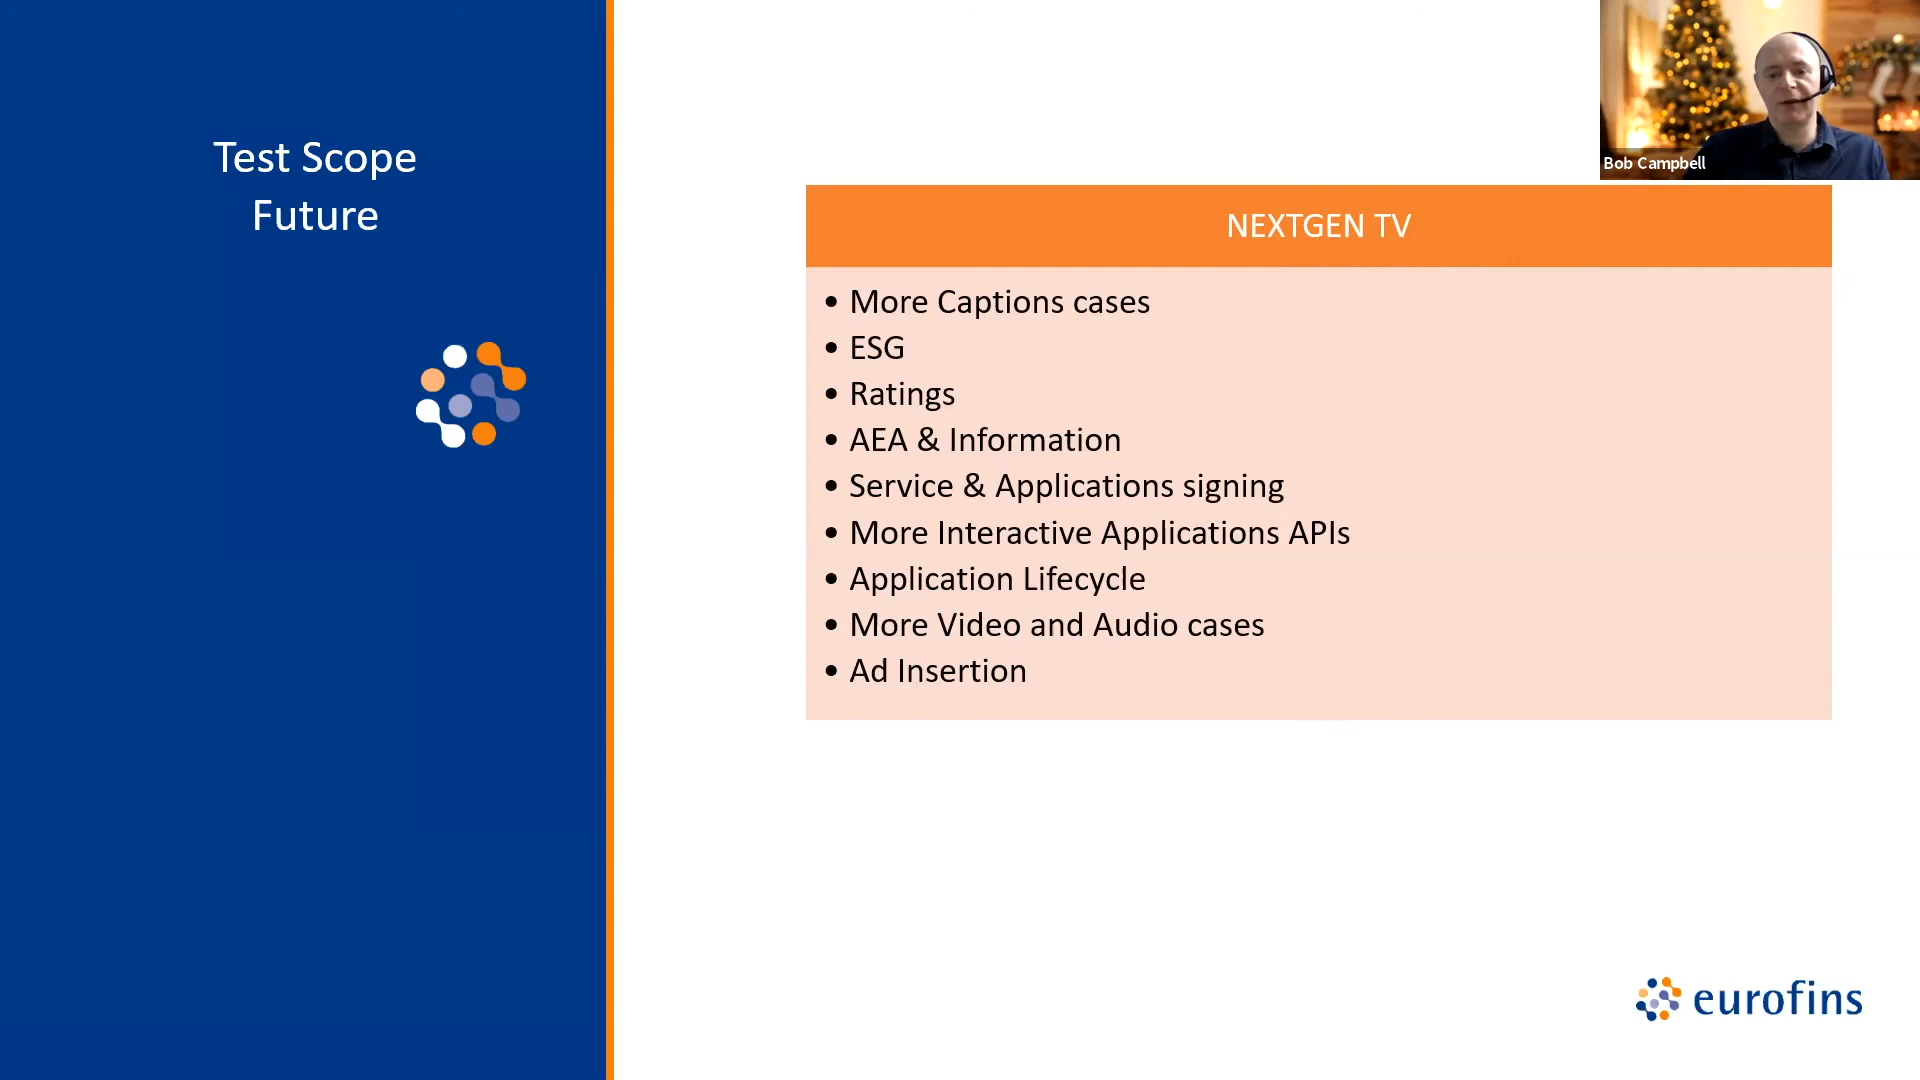 Test Scope
Future
Bob Campbell
NEXTGEN TV
• More Captions cases
• ESG
• Ratings
• AEA & Information
• Service & Applications signing
• More Interactive Applications APIs
• Application Lifecycle
• More Video and Audio cases
• Ad Insertion
eurofins